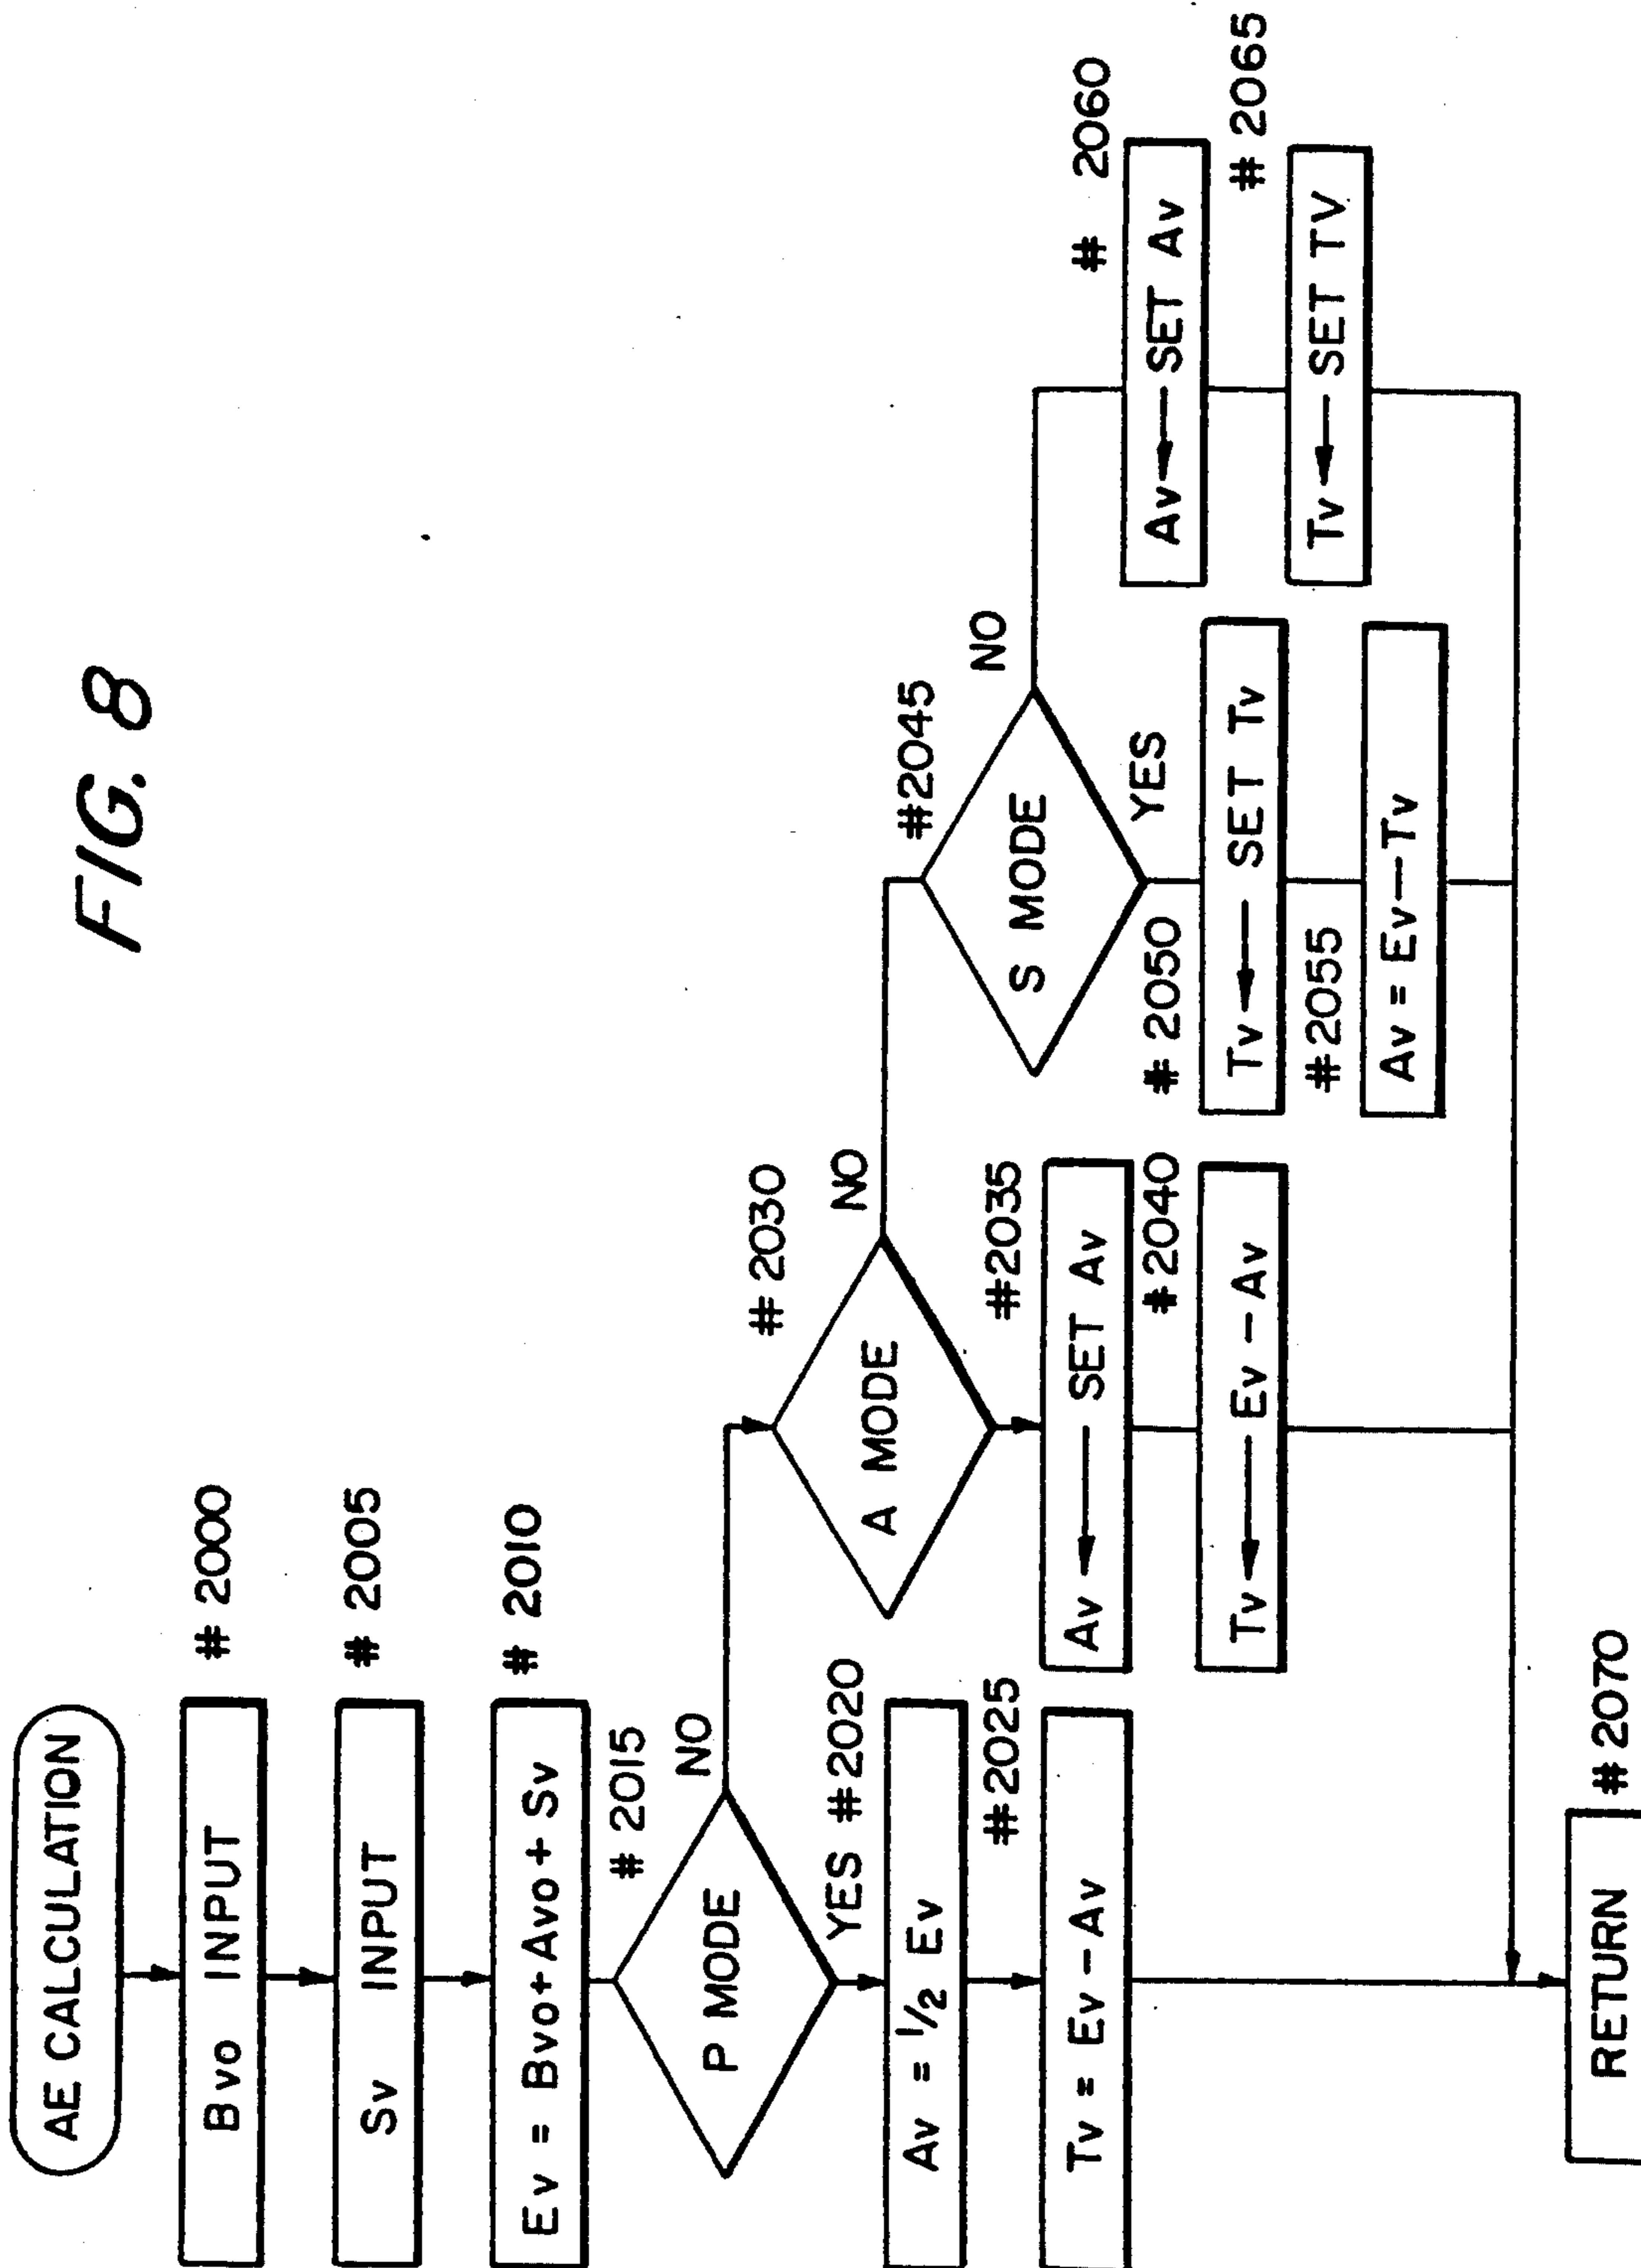 FIG. 8
AE CALCULATION
Bvo INPUT
# 2000
Sv INPUT
# 2005
Ev = Bvo+Avo+Sv
# 2010
# 2015
P MODE
NO
YES
#2020
Av = 1/2 Ev
#2025
Tv = Ev-Av
# 2030
A MODE
NO
#2035
Av ← SET Av
#2040
Tv ← Ev-Av
#2045
S MODE
NO
YES
# 2050
Tv ← SET Tv
#2055
Av = Ev-Tv
# 2060
Av ← SET Av
# 2065
Tv ← SET TV
RETURN
# 2070